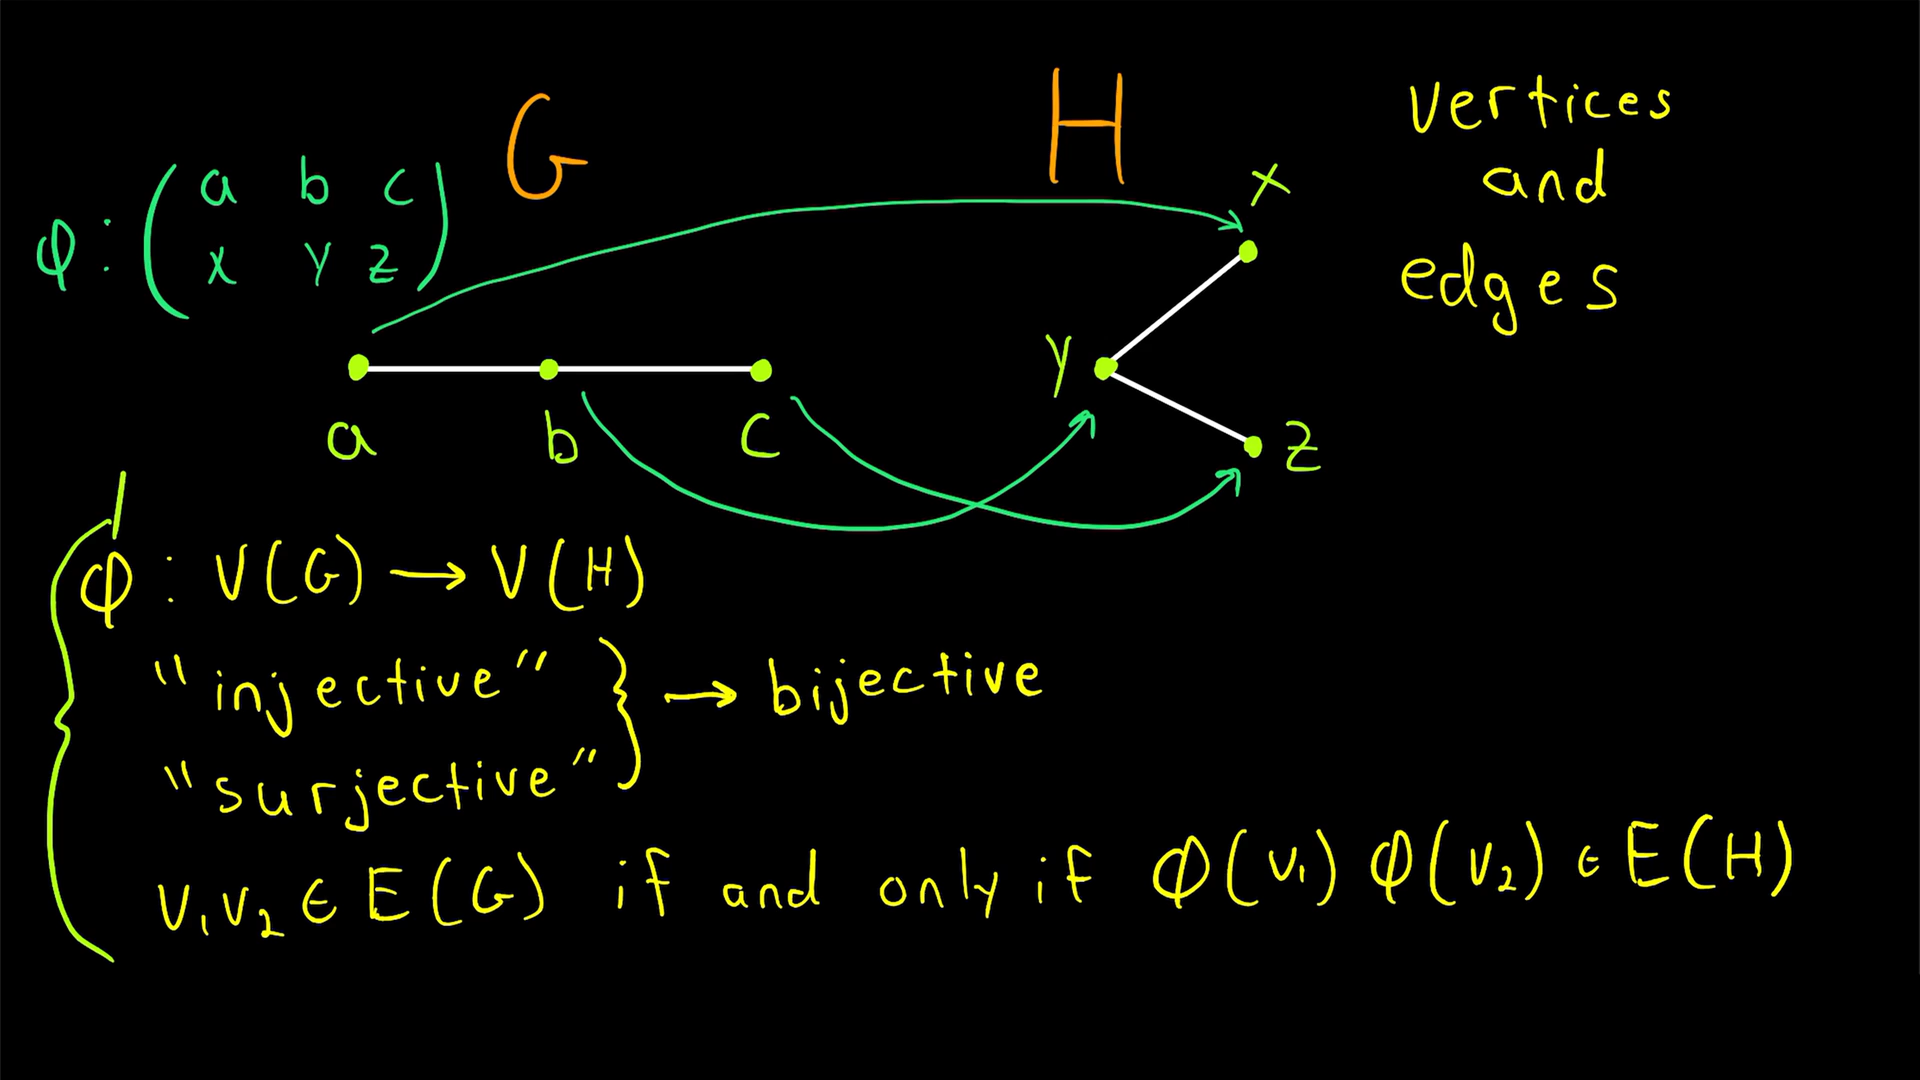 G
H
vertices
and
edges
φ: ( a b c
x y z )
x
y
z
a b c
φ : V(G) → V(H)
"injective"
"surjective" } → bijective
v₁v₂ ∈ E(G) if and only if φ(v₁) φ(v₂) ∈ E(H)